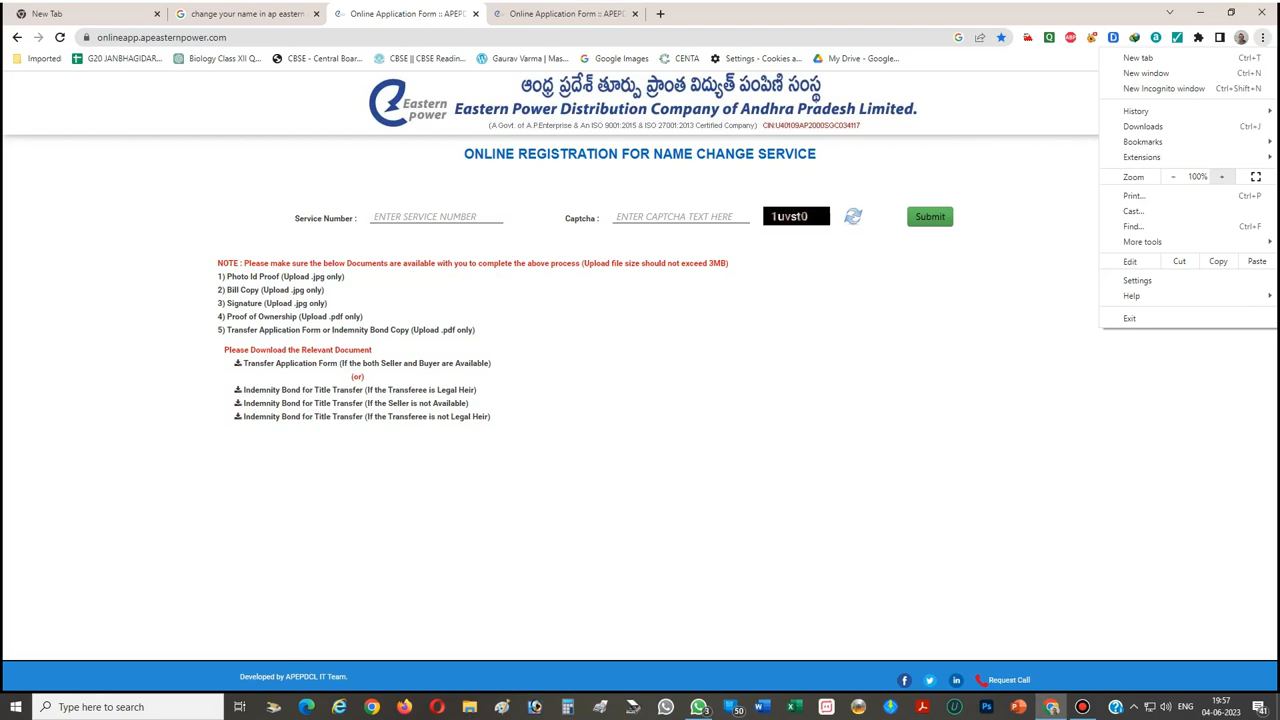 New Tab
change your name in ap eastern
Online Application Form :: APEPDC
Online Application Form :: APEPDC
onlineapp.apeasternpower.com
Imported
G20 JANBHAGIDAR...
Biology Class XII Q...
CBSE - Central Boar...
CBSE || CBSE Readin...
Gaurav Varma | Mas...
Google Images
CENTA
Settings - Cookies a...
My Drive - Google...
ఆంధ్ర ప్రదేశ్ తూర్పు ప్రాంత విద్యుత్ పంపిణి సంస్థ
Eastern power
Eastern Power Distribution Company of Andhra Pradesh Limited.
(A Govt. of A.P.Enterprise & An ISO 9001:2015 & ISO 27001:2013 Certified Company) CIN:U40109AP2000SGC034117
ONLINE REGISTRATION FOR NAME CHANGE SERVICE
Service Number :
ENTER SERVICE NUMBER
Captcha :
ENTER CAPTCHA TEXT HERE
1uvst0
Submit
NOTE : Please make sure the below Documents are available with you to complete the above process (Upload file size should not exceed 3MB)
1) Photo Id Proof (Upload .jpg only)
2) Bill Copy (Upload .jpg only)
3) Signature (Upload .jpg only)
4) Proof of Ownership (Upload .pdf only)
5) Transfer Application Form or Indemnity Bond Copy (Upload .pdf only)
Please Download the Relevant Document
Transfer Application Form (If the both Seller and Buyer are Available)
(or)
Indemnity Bond for Title Transfer (If the Transferee is Legal Heir)
Indemnity Bond for Title Transfer (If the Seller is not Available)
Indemnity Bond for Title Transfer (If the Transferee is not Legal Heir)
New tab Ctrl+T
New window Ctrl+N
New Incognito window Ctrl+Shift+N
History
Downloads Ctrl+J
Bookmarks
Extensions
Zoom - 100% +
Print... Ctrl+P
Cast...
Find... Ctrl+F
More tools
Edit Cut Copy Paste
Settings
Help
Exit
Developed by APEPDCL IT Team.
Request Call
Type here to search
3
50
ENG
19:57
04-06-2023